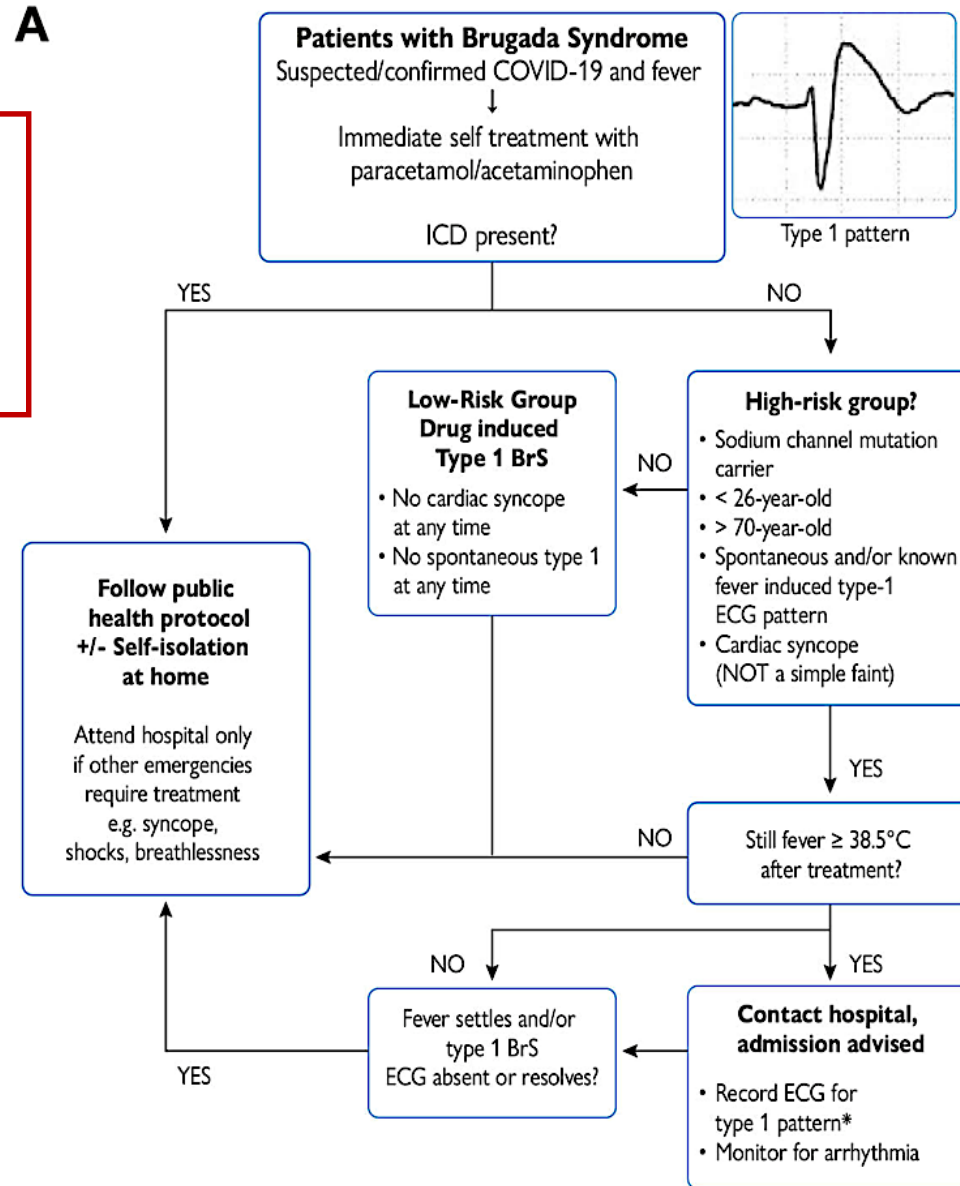 A
Patients with Brugada Syndrome
Suspected/confirmed COVID-19 and fever
↓
Immediate self treatment with
paracetamol/acetaminophen
ICD present?
Type 1 pattern
YES
NO
Low-Risk Group
Drug induced
Type 1 BrS
• No cardiac syncope
at any time
• No spontaneous type 1
at any time
NO
High-risk group?
• Sodium channel mutation
carrier
• < 26-year-old
• > 70-year-old
• Spontaneous and/or known
fever induced type-1
ECG pattern
• Cardiac syncope
(NOT a simple faint)
Follow public
health protocol
+/- Self-isolation
at home
Attend hospital only
if other emergencies
require treatment
e.g. syncope,
shocks, breathlessness
YES
NO
Still fever ≥ 38.5°C
after treatment?
NO
YES
Fever settles and/or
type 1 BrS
ECG absent or resolves?
YES
Contact hospital,
admission advised
• Record ECG for
type 1 pattern*
• Monitor for arrhythmia